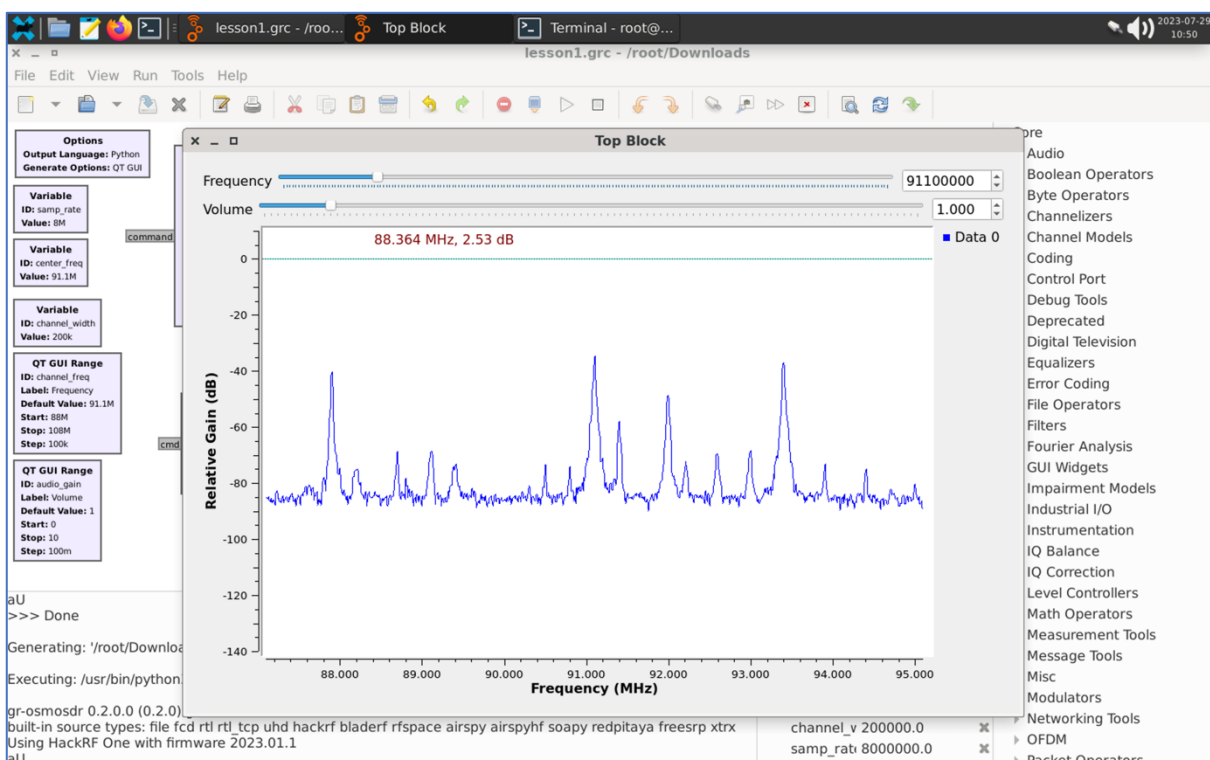 lesson1.grc - /roo...
Top Block
Terminal - root@...
2023-07-29
10:50
lesson1.grc - /root/Downloads
File Edit View Run Tools Help
Options
Output Language: Python
Generate Options: QT GUI
Variable
ID: samp_rate
Value: 8M
Variable
ID: center_freq
Value: 91.1M
Variable
ID: channel_width
Value: 200k
QT GUI Range
ID: channel_freq
Label: Frequency
Default Value: 91.1M
Start: 88M
Stop: 108M
Step: 100k
QT GUI Range
ID: audio_gain
Label: Volume
Default Value: 1
Start: 0
Stop: 10
Step: 100m
command
cmd
Top Block
Frequency 91100000
Volume 1.000
88.364 MHz, 2.53 dB
Data 0
Relative Gain (dB)
0
-20
-40
-60
-80
-100
-120
-140
88.000 89.000 90.000 91.000 92.000 93.000 94.000 95.000
Frequency (MHz)
Core
Audio
Boolean Operators
Byte Operators
Channelizers
Channel Models
Coding
Control Port
Debug Tools
Deprecated
Digital Television
Equalizers
Error Coding
File Operators
Filters
Fourier Analysis
GUI Widgets
Impairment Models
Industrial I/O
Instrumentation
IQ Balance
IQ Correction
Level Controllers
Math Operators
Measurement Tools
Message Tools
Misc
Modulators
Networking Tools
OFDM
Packet Operators
aU
>>> Done
Generating: '/root/Downloa
Executing: /usr/bin/python
gr-osmosdr 0.2.0.0 (0.2.0)
built-in source types: file fcd rtl rtl_tcp uhd hackrf bladerf rfspace airspy airspyhf soapy redpitaya freesrp xtrx
Using HackRF One with firmware 2023.01.1
aU
channel_v 200000.0
samp_rate 8000000.0